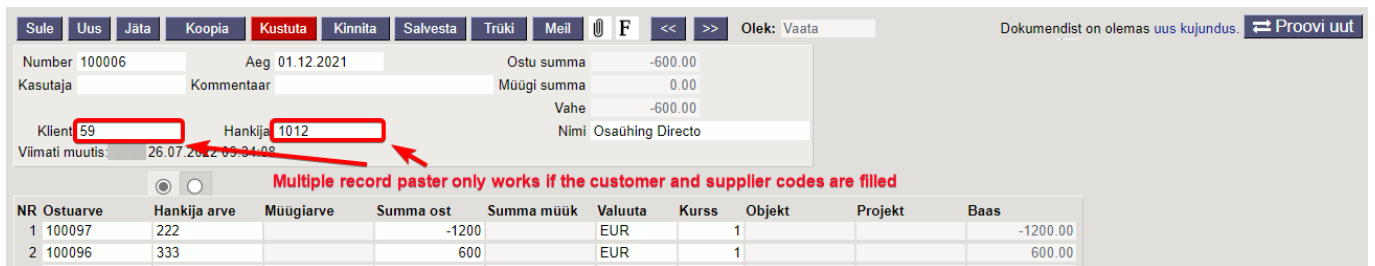 Sule Uus Jäta Koopia Kustuta Kinnita Salvesta Trüki Meil F << >> Olek: Vaata Dokumendist on olemas uus kujundus. Proovi uut
Number 100006 Aeg 01.12.2021 Ostu summa -600.00
Kasutaja Kommentaar Müügi summa 0.00
Vahe -600.00
Klient 59 Hankija 1012 Nimi Osaühing Directo
Viimati muutis: 26.07.2022 09:34:08
Multiple record paster only works if the customer and supplier codes are filled
NR Ostuarve Hankija arve Müügiarve Summa ost Summa müük Valuuta Kurss Objekt Projekt Baas
1 100097 222 -1200 EUR 1 -1200.00
2 100096 333 600 EUR 1 600.00